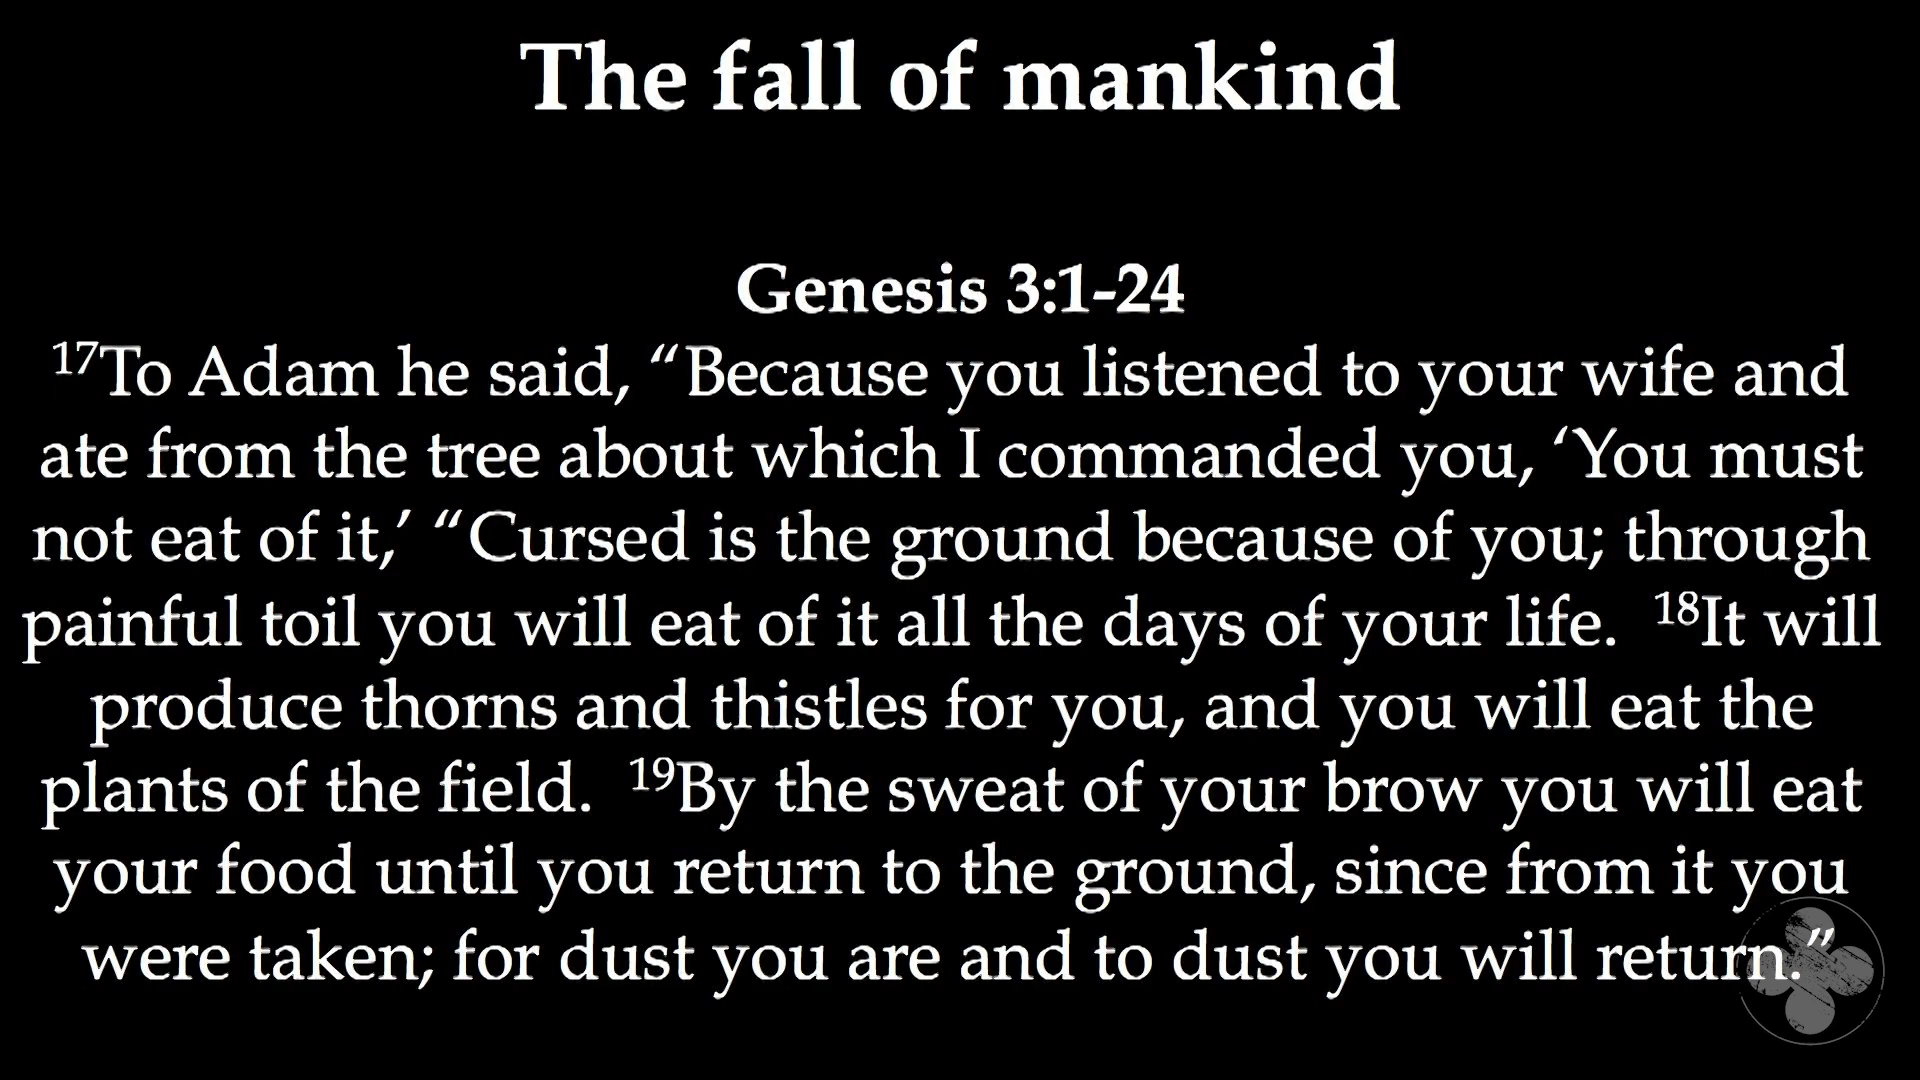 The fall of mankind
Genesis 3:1-24
¹⁷To Adam he said, “Because you listened to your wife and
ate from the tree about which I commanded you, ‘You must
not eat of it,’ “Cursed is the ground because of you; through
painful toil you will eat of it all the days of your life.  ¹⁸It will
produce thorns and thistles for you, and you will eat the
plants of the field.  ¹⁹By the sweat of your brow you will eat
your food until you return to the ground, since from it you
were taken; for dust you are and to dust you will return.”